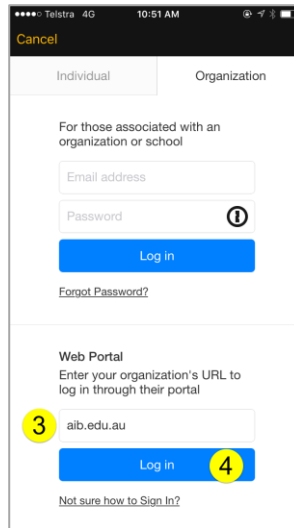 Telstra 4G 10:51 AM
Cancel
Individual Organization
For those associated with an
organization or school
Email address
Password
Log in
Forgot Password?
Web Portal
Enter your organization's URL to
log in through their portal
3 aib.edu.au
Log in 4
Not sure how to Sign In?